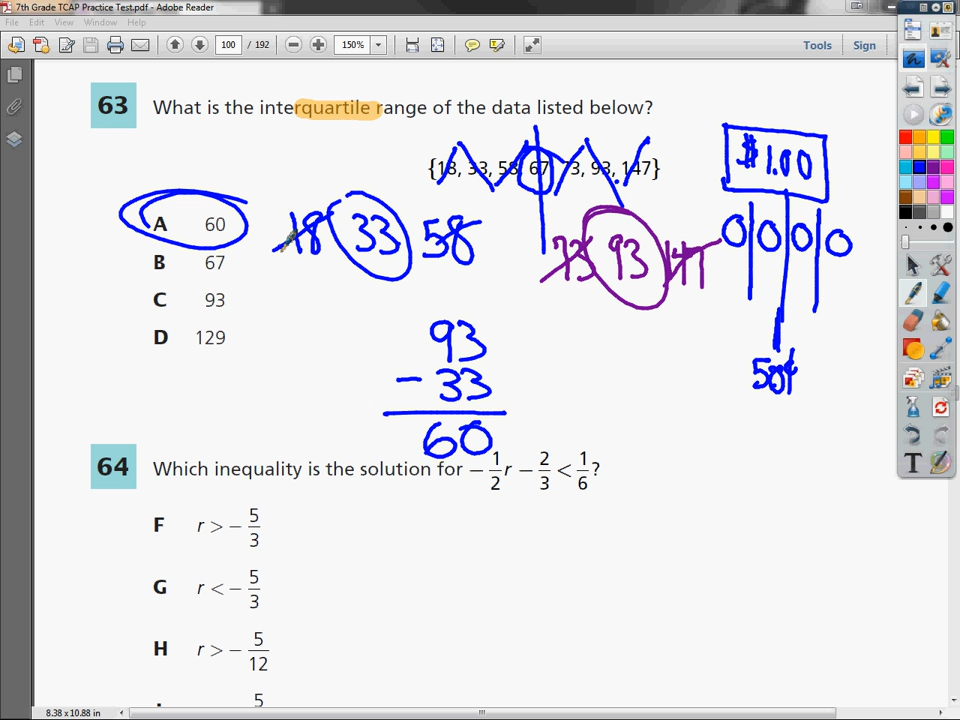 7th Grade TCAP Practice Test.pdf - Adobe Reader
File Edit View Window Help
100 / 192 150% Tools Sign
63 What is the interquartile range of the data listed below?
{18, 33, 58, 67, 73, 93, 147}
$1.00
A 60
18 33 58
73 93 147
0 0 0 0
B 67
C 93
D 129
93
- 33
60
50¢
64 Which inequality is the solution for -1/2r - 2/3 < 1/6?
F r > -5/3
G r < -5/3
H r > -5/12
5
8.38 x 10.88 in